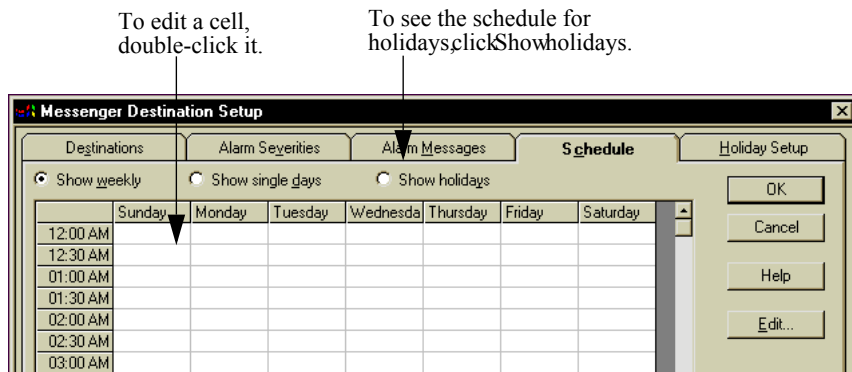 To edit a cell,
double-click it.
To see the schedule for
holidays,clickShowholidays.
Messenger Destination Setup
Destinations Alarm Severities Alarm Messages Schedule Holiday Setup
Show weekly Show single days Show holidays
OK
Cancel
Help
Edit...
Sunday Monday Tuesday Wednesda Thursday Friday Saturday
12:00 AM
12:30 AM
01:00 AM
01:30 AM
02:00 AM
02:30 AM
03:00 AM